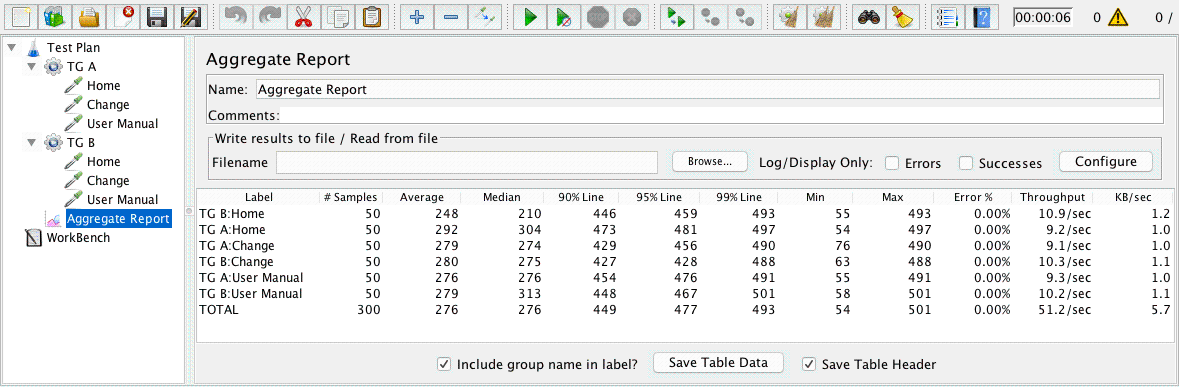 00:00:06 0 0 /
Test Plan
TG A
Home
Change
User Manual
TG B
Home
Change
User Manual
Aggregate Report
WorkBench
Aggregate Report
Name: Aggregate Report
Comments:
Write results to file / Read from file
Filename Browse... Log/Display Only: Errors Successes Configure
Label # Samples Average Median 90% Line 95% Line 99% Line Min Max Error % Throughput KB/sec
TG B:Home 50 248 210 446 459 493 55 493 0.00% 10.9/sec 1.2
TG A:Home 50 292 304 473 481 497 54 497 0.00% 9.2/sec 1.0
TG A:Change 50 279 274 429 456 490 76 490 0.00% 9.1/sec 1.0
TG B:Change 50 280 275 427 428 488 63 488 0.00% 10.3/sec 1.1
TG A:User Manual 50 276 276 454 476 491 55 491 0.00% 9.3/sec 1.0
TG B:User Manual 50 279 313 448 467 501 58 501 0.00% 10.2/sec 1.1
TOTAL 300 276 276 449 477 493 54 501 0.00% 51.2/sec 5.7
Include group name in label? Save Table Data Save Table Header